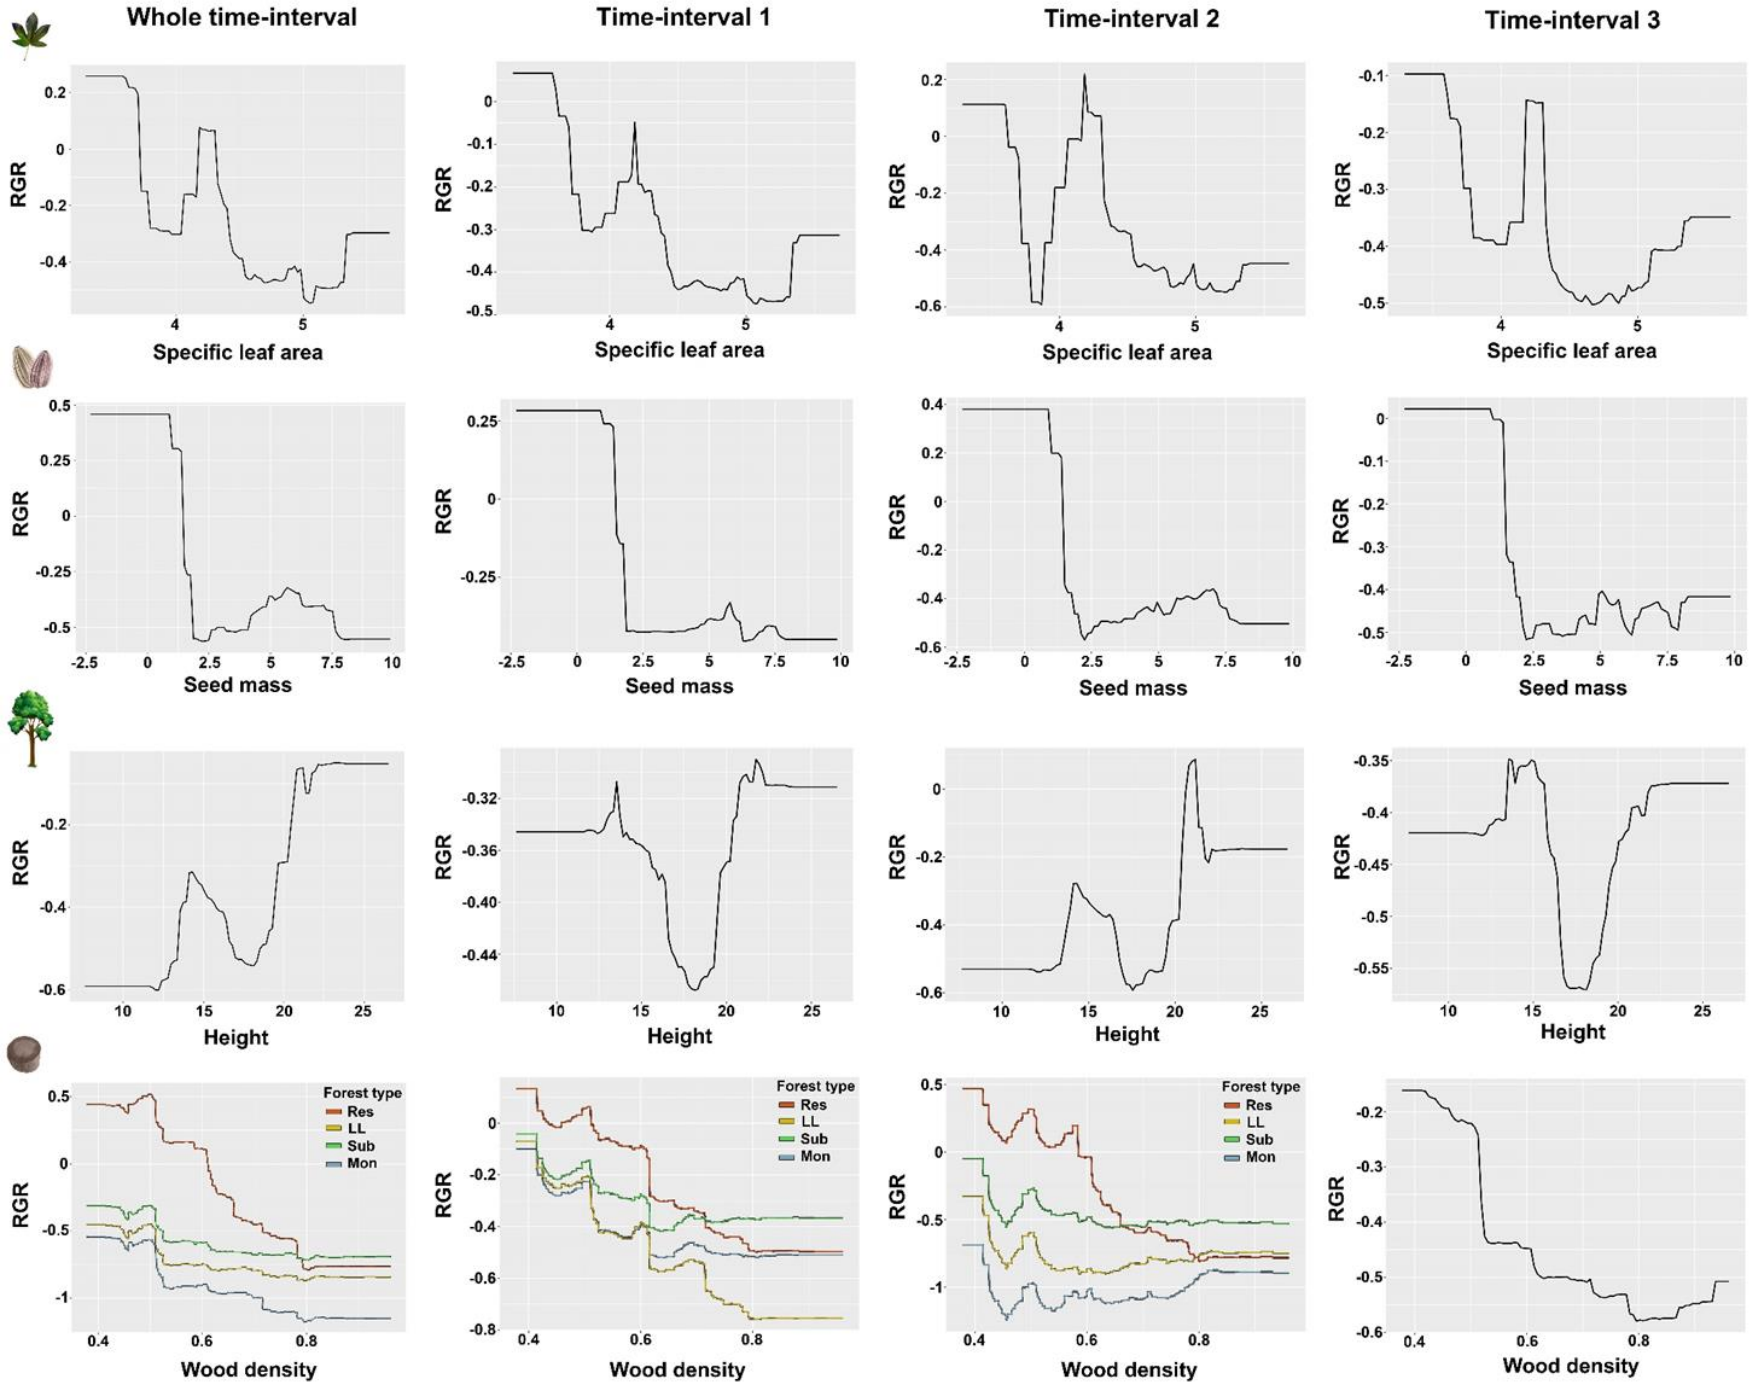 Whole time-interval
Time-interval 1
Time-interval 2
Time-interval 3
RGR
0.2
0
-0.2
-0.4
4
5
Specific leaf area
RGR
0
-0.1
-0.2
-0.3
-0.4
-0.5
4
5
Specific leaf area
RGR
0.2
0
-0.2
-0.4
-0.6
4
5
Specific leaf area
RGR
-0.1
-0.2
-0.3
-0.4
-0.5
4
5
Specific leaf area
RGR
0.5
0.25
0
-0.25
-0.5
-2.5 0 2.5 5 7.5 10
Seed mass
RGR
0.25
0
-0.25
-2.5 0 2.5 5 7.5 10
Seed mass
RGR
0.4
0.2
0
-0.2
-0.4
-0.6
-2.5 0 2.5 5 7.5 10
Seed mass
RGR
0
-0.1
-0.2
-0.3
-0.4
-0.5
-2.5 0 2.5 5 7.5 10
Seed mass
RGR
-0.2
-0.4
-0.6
10 15 20 25
Height
RGR
-0.32
-0.36
-0.40
-0.44
10 15 20 25
Height
RGR
0
-0.2
-0.4
-0.6
10 15 20 25
Height
RGR
-0.35
-0.4
-0.45
-0.5
-0.55
10 15 20 25
Height
RGR
0.5
0
-0.5
-1
Forest type
Res
LL
Sub
Mon
0.4 0.6 0.8
Wood density
RGR
0
-0.2
-0.4
-0.6
-0.8
Forest type
Res
LL
Sub
Mon
0.4 0.6 0.8
Wood density
RGR
0.5
0
-0.5
-1
Forest type
Res
LL
Sub
Mon
0.4 0.6 0.8
Wood density
RGR
-0.2
-0.3
-0.4
-0.5
-0.6
0.4 0.6 0.8
Wood density